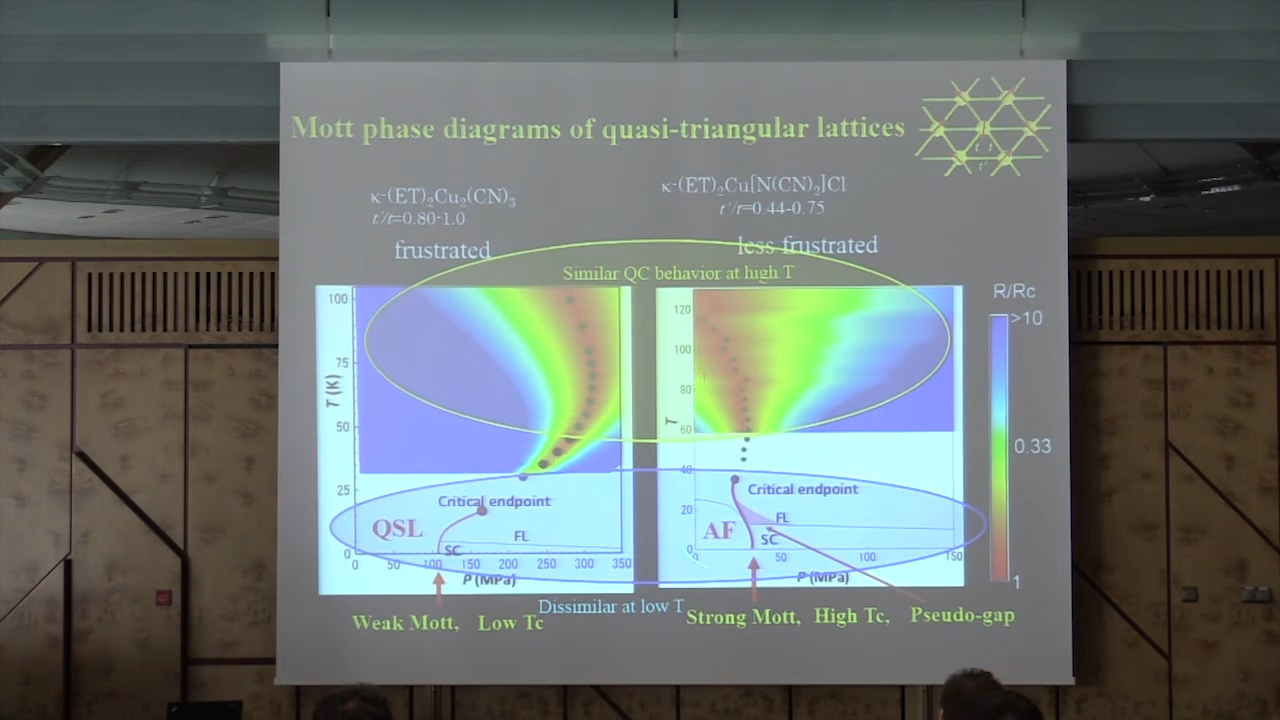 Mott phase diagrams of quasi-triangular lattices
t t
t'
κ-(ET)₂Cu₂(CN)₃
t'/t=0.80-1.0
frustrated
κ-(ET)₂Cu[N(CN)₂]Cl
t'/t=0.44-0.75
less frustrated
Similar QC behavior at high T
R/Rc
>10
0.33
1
100
75
50
25
0
T (K)
Critical endpoint
QSL
FL
SC
0 50 100 150 200 250 300 350
P (MPa)
120
100
80
60
40
20
0
T
Critical endpoint
AF
FL
SC
0 50 100 150
P (MPa)
Dissimilar at low T
Weak Mott, Low Tc
Strong Mott, High Tc, Pseudo-gap